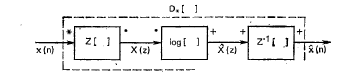 D* [ ]
* • • + + +
Z [ ] log [ ] Z⁻¹ [ ]
x (n) X (z) X̂ (z) x̂ (n)